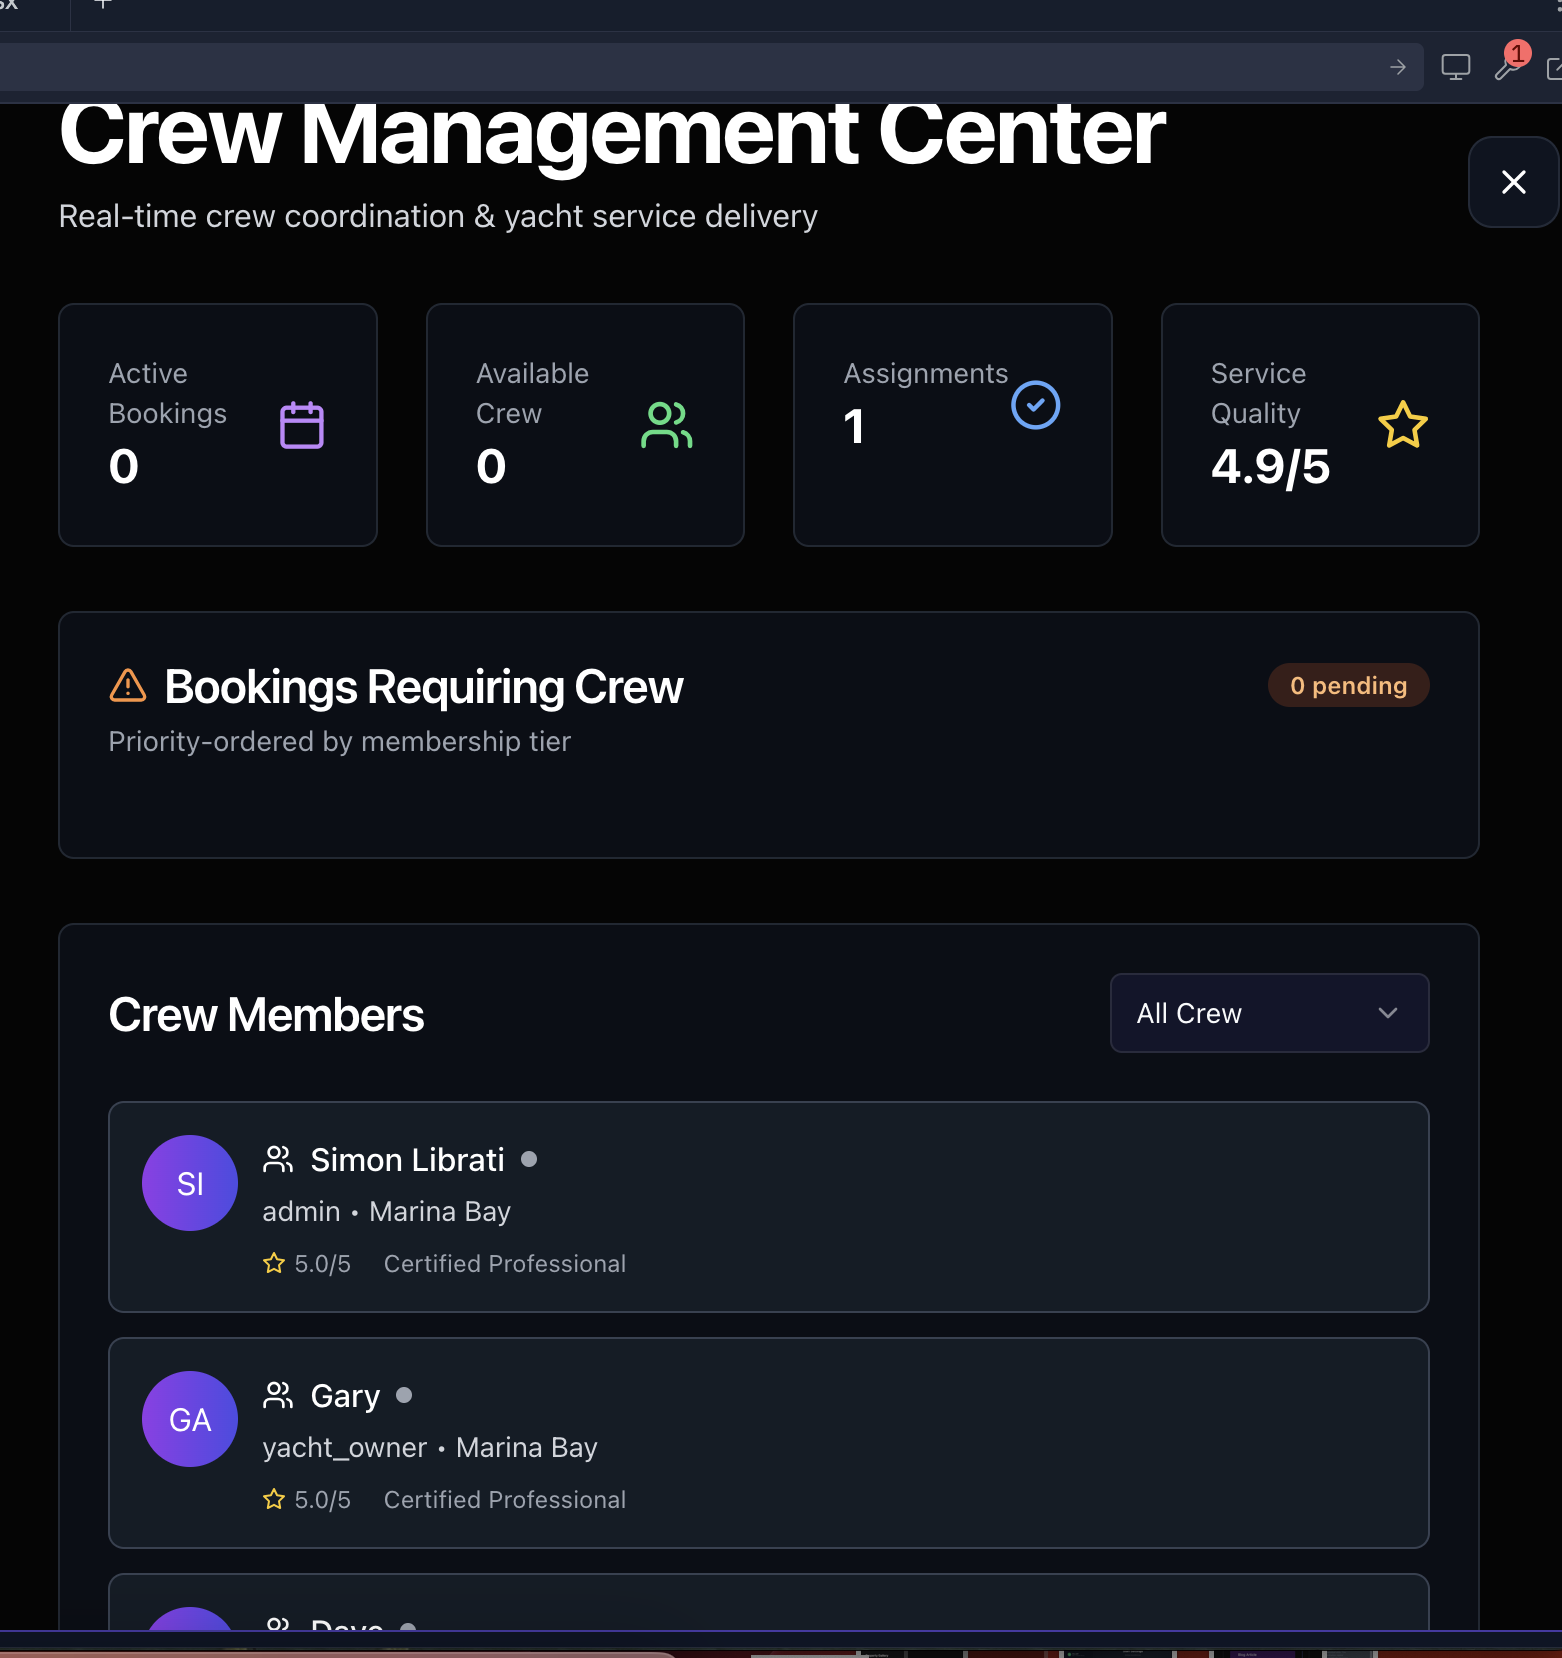 1
Crew Management Center
Real-time crew coordination & yacht service delivery
Active
Bookings
0
Available
Crew
0
Assignments
1
Service
Quality
4.9/5
Bookings Requiring Crew
0 pending
Priority-ordered by membership tier
Crew Members
All Crew
SI
Simon Librati
admin • Marina Bay
5.0/5 Certified Professional
GA
Gary
yacht_owner • Marina Bay
5.0/5 Certified Professional